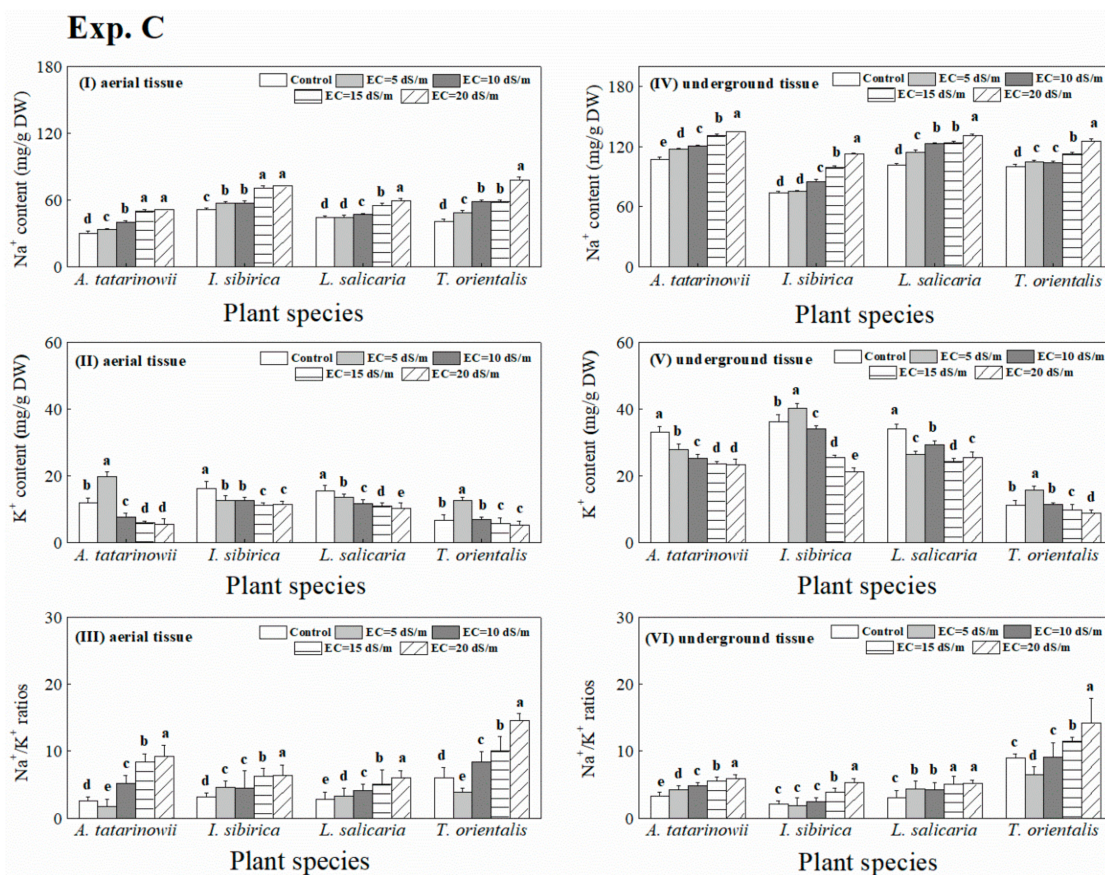 Exp. C
(I) aerial tissue
Control EC=5 dS/m EC=10 dS/m
EC=15 dS/m EC=20 dS/m
Na⁺ content (mg/g DW)
180
120
60
0
d c b a a
c b b a a
d d c b a
d c b b a
A. tatarinowii I. sibirica L. salicaria T. orientalis
Plant species
(IV) underground tissue
Control EC=5 dS/m EC=10 dS/m
EC=15 dS/m EC=20 dS/m
Na⁺ content (mg/g DW)
180
120
60
0
e d c b a
d d c b a
d c b b a
d c c b a
A. tatarinowii I. sibirica L. salicaria T. orientalis
Plant species
(II) aerial tissue
Control EC=5 dS/m EC=10 dS/m
EC=15 dS/m EC=20 dS/m
K⁺ content (mg/g DW)
60
40
20
0
b a c d d
a b b c c
a b c d e
b a b c c
A. tatarinowii I. sibirica L. salicaria T. orientalis
Plant species
(V) underground tissue
Control EC=5 dS/m EC=10 dS/m
EC=15 dS/m EC=20 dS/m
K⁺ content (mg/g DW)
60
40
20
0
a b c d d
b a c d e
a c b d c
b a b c d
A. tatarinowii I. sibirica L. salicaria T. orientalis
Plant species
(III) aerial tissue
Control EC=5 dS/m EC=10 dS/m
EC=15 dS/m EC=20 dS/m
Na⁺/K⁺ ratios
30
20
10
0
d e c b a
d c c b a
e d c b a
d e c b a
A. tatarinowii I. sibirica L. salicaria T. orientalis
Plant species
(VI) underground tissue
Control EC=5 dS/m EC=10 dS/m
EC=15 dS/m EC=20 dS/m
Na⁺/K⁺ ratios
30
20
10
0
e d c b a
d d c b a
c b b a a
c d c b a
A. tatarinowii I. sibirica L. salicaria T. orientalis
Plant species